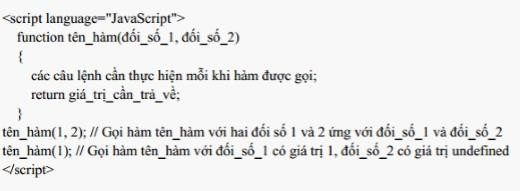 <script language="JavaScript">
function tên_hàm(đối_số_1, đối_số_2)
{
các câu lệnh cần thực hiện mỗi khi hàm được gọi;
return giá_trị_cần_trả_về;
}
tên_hàm(1, 2); // Gọi hàm tên_hàm với hai đối số 1 và 2 ứng với đối_số_1 và đối_số_2
tên_hàm(1); // Gọi hàm tên_hàm với đối_số_1 có giá trị 1, đối_số_2 có giá trị undefined
</script>